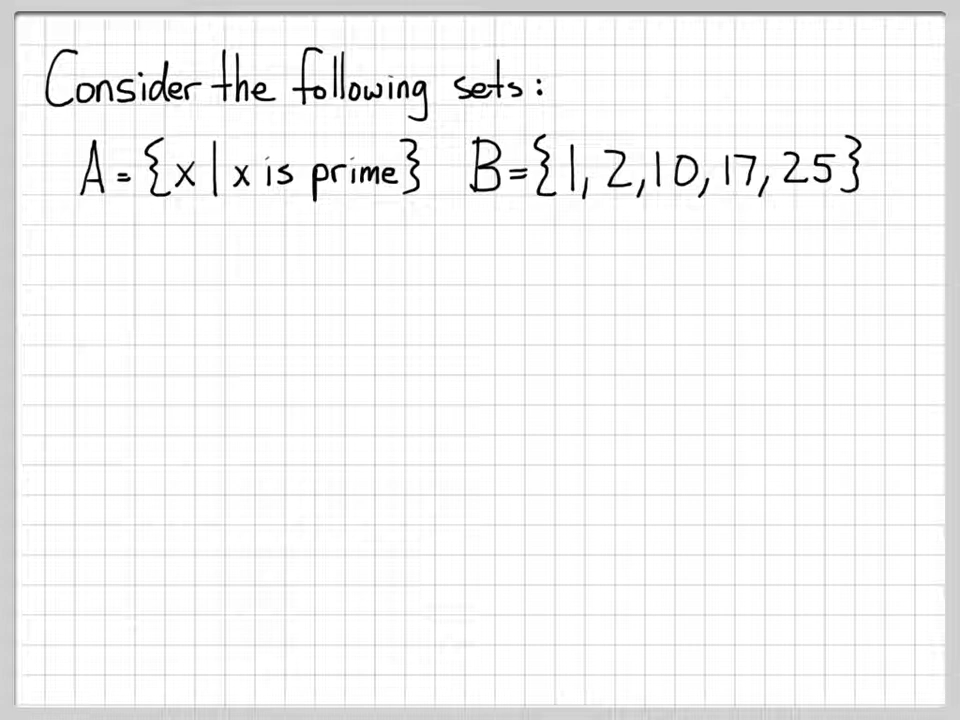 Consider the following sets:
A = {x | x is prime} B = {1, 2, 10, 17, 25}